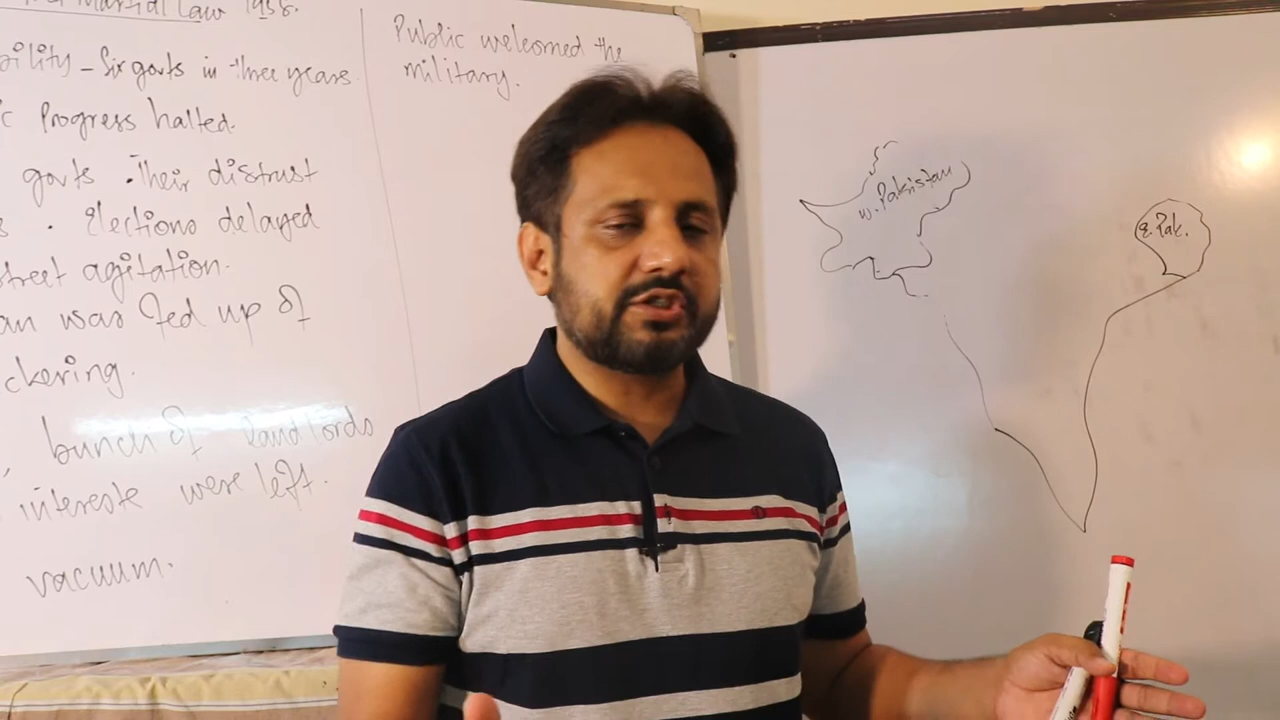 Martial Law 1958.
bility - Six govts in three years.
c Progress halted.
govts . Their distrust
s . Elections delayed
street agitation.
an was fed up of
ckering.
bunch of landlords
interests were left.
vacuum.
Public welcomed the
military.
W. Pakistan
E. Pak.